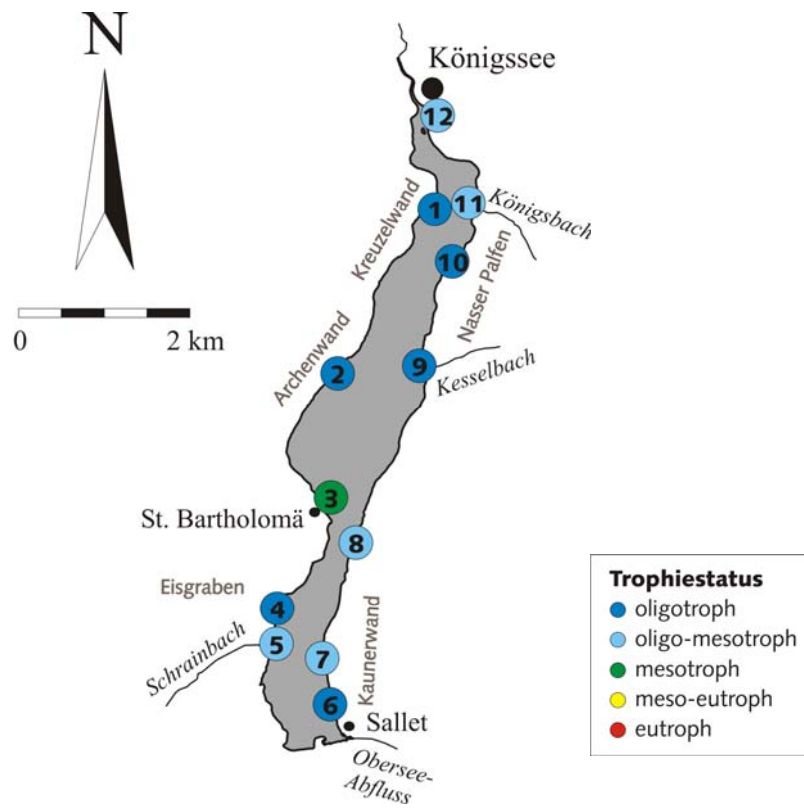 N
Königssee
12
Kreuzelwand
1
11
Königsbach
10
Nasser Palfen
0
2 km
Archenwand
2
9
Kesselbach
3
St. Bartholomä
8
Eisgraben
4
Kaunerwand
5
Schrainbach
7
6
Sallet
Obersee-
Abfluss
Trophiestatus
oligotroph
oligo-mesotroph
mesotroph
meso-eutroph
eutroph